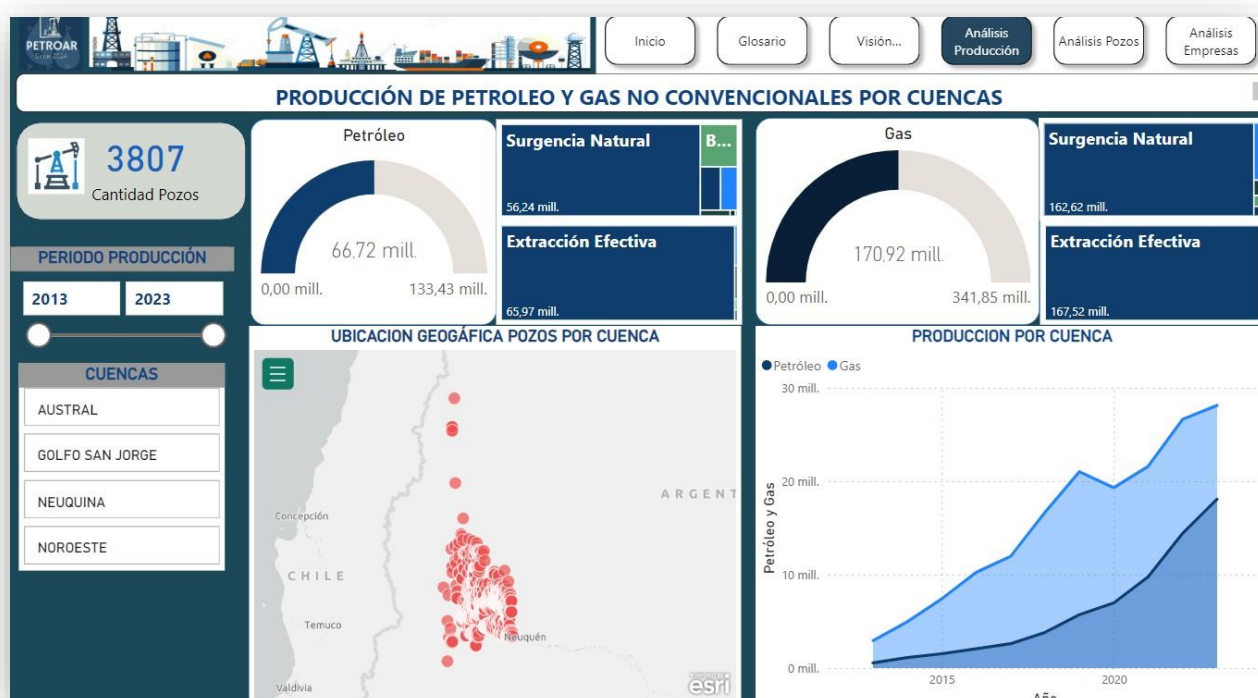 PETROAR
Inicio
Glosario
Visión...
Análisis
Producción
Análisis Pozos
Análisis
Empresas
PRODUCCIÓN DE PETROLEO Y GAS NO CONVENCIONALES POR CUENCAS
3807
Cantidad Pozos
PERIODO PRODUCCIÓN
2013
2023
CUENCAS
AUSTRAL
GOLFO SAN JORGE
NEUQUINA
NOROESTE
Petróleo
66,72 mill.
0,00 mill.
133,43 mill.
Surgencia Natural
B...
56,24 mill.
Extracción Efectiva
65,97 mill.
Gas
170,92 mill.
0,00 mill.
341,85 mill.
Surgencia Natural
162,62 mill.
Extracción Efectiva
167,52 mill.
UBICACION GEOGÁFICA POZOS POR CUENCA
ARGENT
Concepción
CHILE
Temuco
Neuquén
Valdivia
esri
PRODUCCION POR CUENCA
Petróleo
Gas
30 mill.
20 mill.
10 mill.
0 mill.
Petróleo y Gas
2015
2020
Año